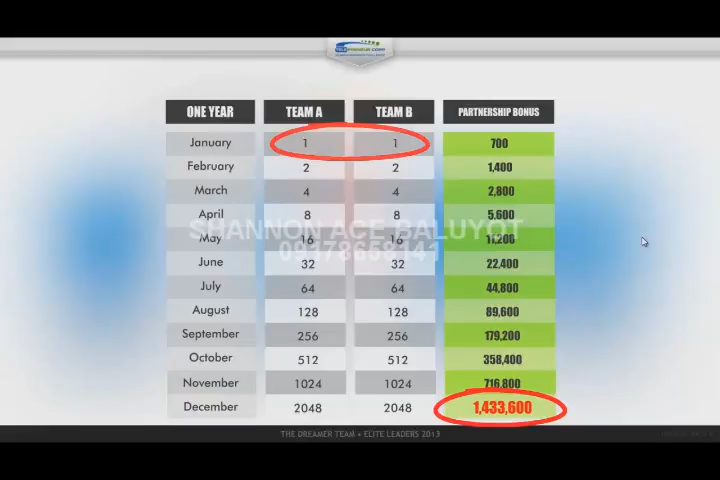 TELEPRENEUR CORP
ONE YEAR TEAM A TEAM B PARTNERSHIP BONUS
January 1 1 700
February 2 2 1,400
March 4 4 2,800
April 8 8 5,600
SHANNON ACE BALUYOT
May 16 16 11,200
09178658141
June 32 32 22,400
July 64 64 44,800
August 128 128 89,600
September 256 256 179,200
October 512 512 358,400
November 1024 1024 716,800
December 2048 2048 1,433,600
THE DREAMER TEAM • ELITE LEADERS 2013